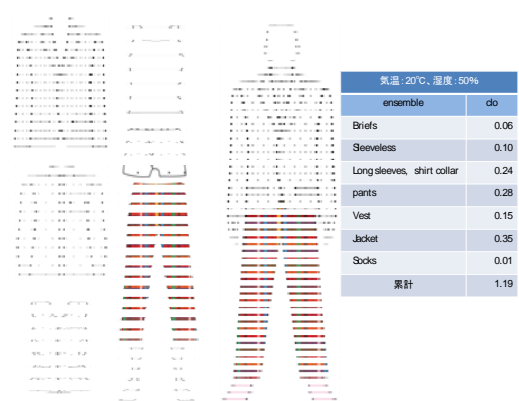 気温:20℃、湿度:50%
ensemble clo
Briefs 0.06
Sleeveless 0.10
Long sleeves, shirt collar 0.24
pants 0.28
Vest 0.15
Jacket 0.35
Socks 0.01
累計 1.19